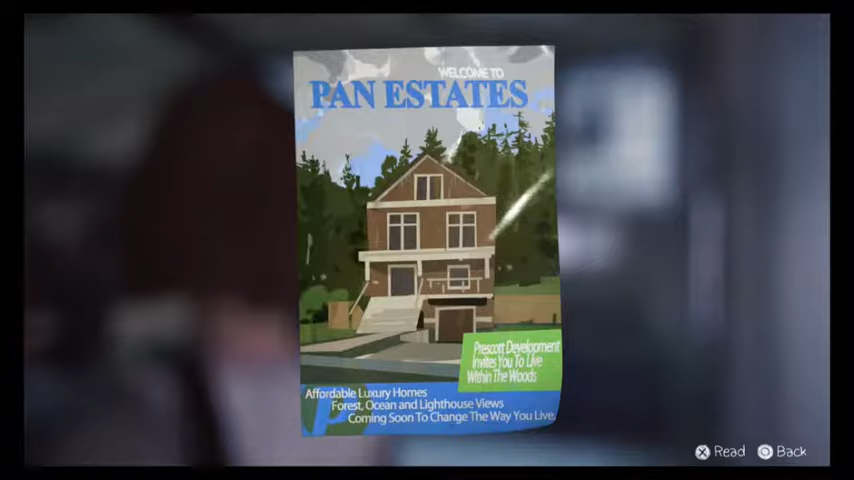 WELCOME TO
PAN ESTATES
Prescott Development
Invites You To Live
Within The Woods
Affordable Luxury Homes
Forest, Ocean and Lighthouse Views
Coming Soon To Change The Way You Live.
Read
Back